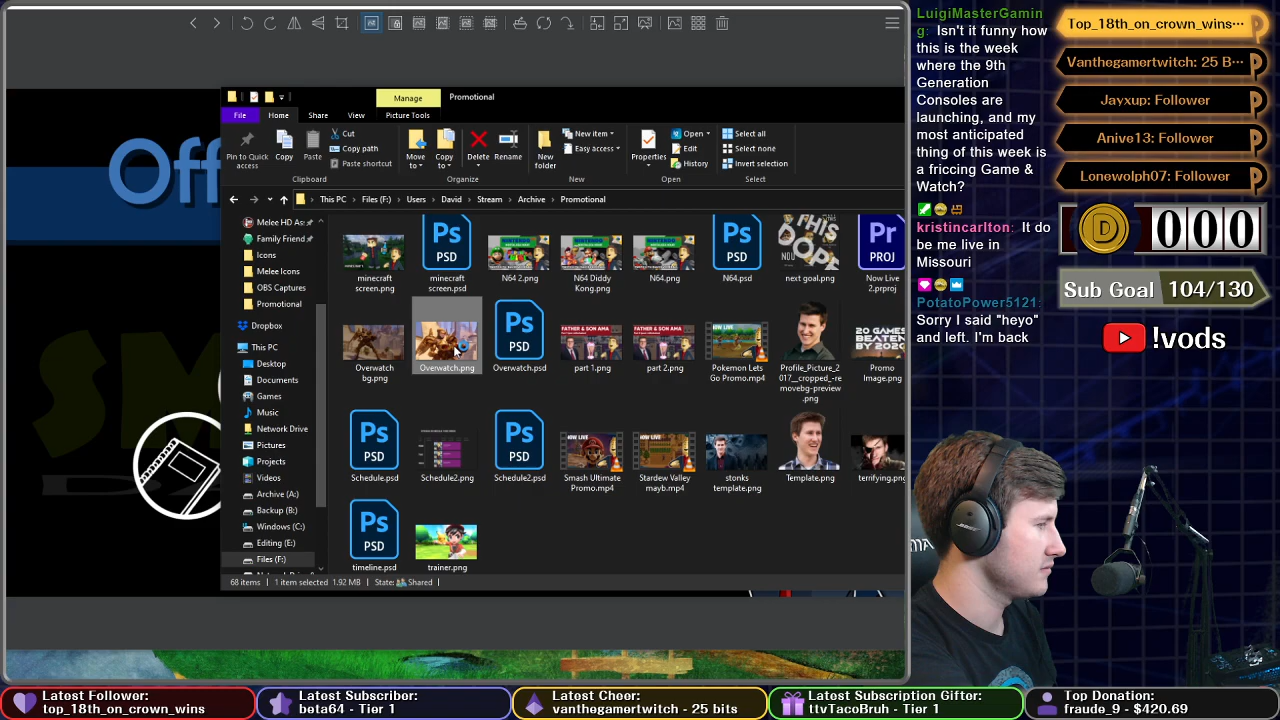 Manage
Promotional
File
Home
Share
View
Picture Tools
Pin to Quick access
Copy
Paste
Cut
Copy path
Paste shortcut
Move to
Copy to
Delete
Rename
New folder
New item
Easy access
Properties
Open
Edit
History
Select all
Select none
Invert selection
Clipboard
Organize
New
Open
Select
This PC
Files (F:)
Users
David
Stream
Archive
Promotional
Melee HD As
Family Friend
Icons
Melee Icons
OBS Captures
Promotional
Dropbox
This PC
Desktop
Documents
Games
Music
Network Drive
Pictures
Projects
Videos
Archive (A:)
Backup (B:)
Windows (C:)
Editing (E:)
Files (F:)
minecraft screen.png
minecraft screen.psd
N64 2.png
N64 Diddy Kong.png
N64.png
N64.psd
next goal.png
Now Live 2.prproj
Overwatch bg.png
Overwatch.png
Overwatch.psd
part 1.png
part 2.png
Pokemon Lets Go Promo.mp4
Profile_Picture_2017__cropped_-removebg-preview.png
Promo Image.png
Schedule.psd
Schedule2.png
Schedule2.psd
Smash Ultimate Promo.mp4
Stardew Valley mayb.mp4
stonks template.png
Template.png
terrifying.png
timeline.psd
trainer.png
68 items
1 item selected 1.92 MB
State: Shared
Off
LuigiMasterGaming: Isn't it funny how this is the week where the 9th Generation Consoles are launching, and my most anticipated thing of this week is a friccing Game & Watch?
kristincarlton: It do be me live in Missouri
PotatoPower5121: Sorry I said "heyo" and left. I'm back
Top_18th_on_crown_wins···
Vanthegamertwitch: 25 B···
Jayxup: Follower
Anive13: Follower
Lonewolph07: Follower
D 000
Sub Goal 104/130
!vods
BOSE
Latest Follower:
top_18th_on_crown_wins
Latest Subscriber:
beta64 - Tier 1
Latest Cheer:
vanthegamertwitch - 25 bits
Latest Subscription Gifter:
ttvTacoBruh - Tier 1
Top Donation:
fraude_9 - $420.69